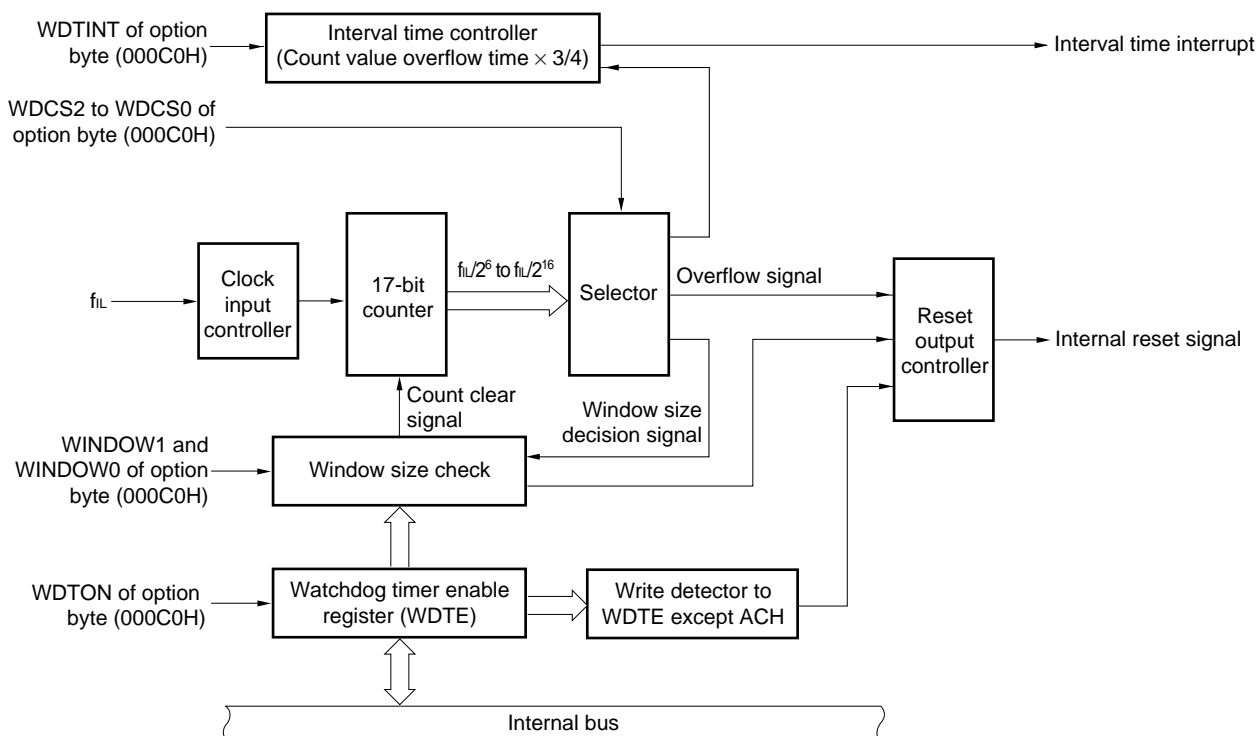 WDTINT of option
byte (000C0H)
Interval time controller
(Count value overflow time × 3/4)
Interval time interrupt
WDCS2 to WDCS0 of
option byte (000C0H)
fIL
Clock
input
controller
17-bit
counter
fIL/2⁶ to fIL/2¹⁶
Selector
Overflow signal
Reset
output
controller
Internal reset signal
Count clear
signal
Window size
decision signal
WINDOW1 and
WINDOW0 of option
byte (000C0H)
Window size check
WDTON of option
byte (000C0H)
Watchdog timer enable
register (WDTE)
Write detector to
WDTE except ACH
Internal bus